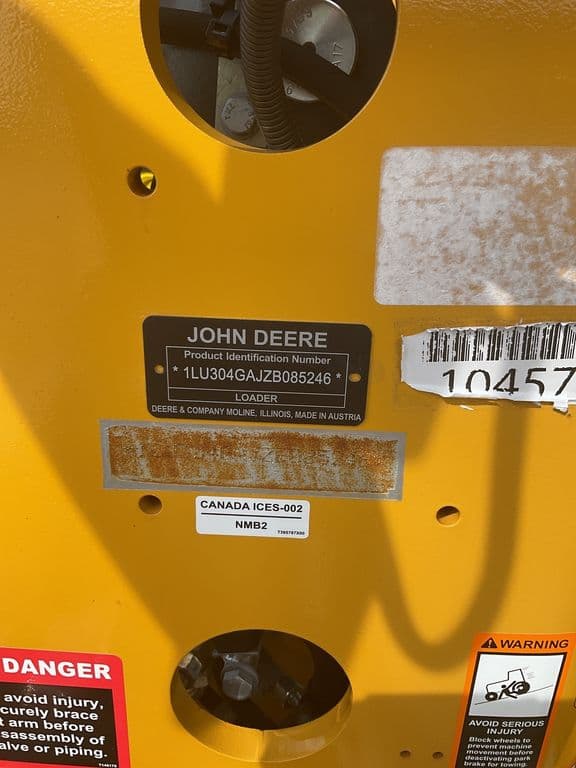 JOHN DEERE
Product Identification Number
* 1LU304GAJZB085246 *
LOADER
DEERE & COMPANY MOLINE, ILLINOIS, MADE IN AUSTRIA
10457
CANADA ICES-002
NMB2
DANGER
avoid injury,
curely brace
t arm before
sassembly of
alve or piping.
WARNING
AVOID SERIOUS
INJURY
Block wheels to
prevent machine
movement before
deactivating park
brake for towing.